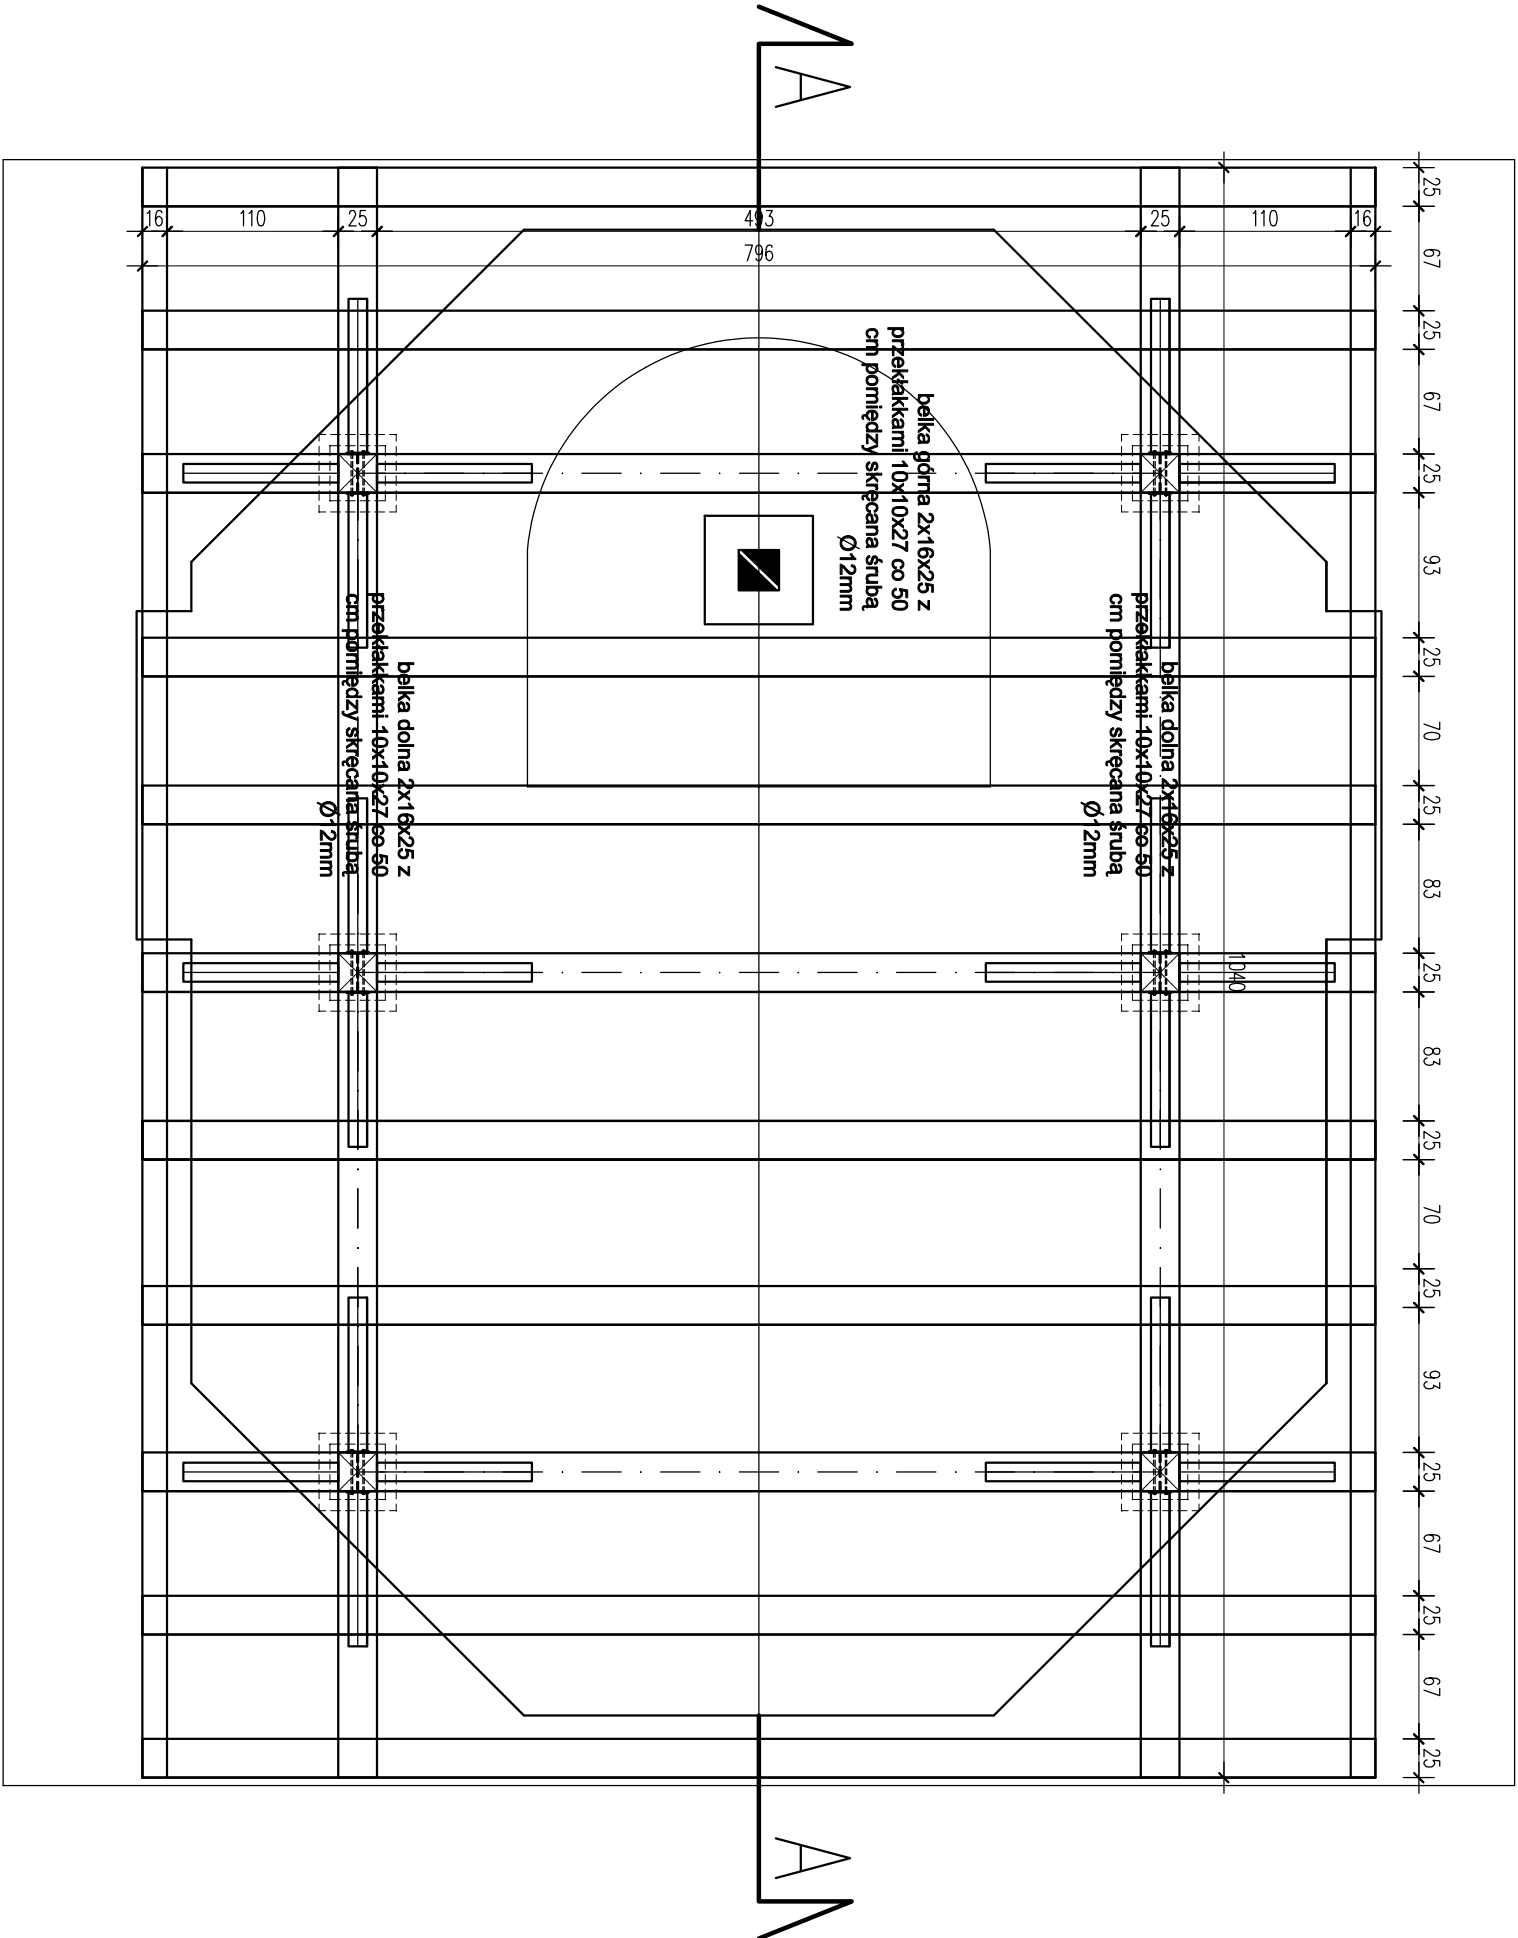 A
16
110
25
493
25
110
16
796
25
67
25
67
25
93
25
70
25
83
25
83
25
70
25
93
25
67
25
67
25
1040
belka górna 2x16x25 z
przekłakkami 10x10x27 co 50
cm pomiędzy skręcana śrubą
Ø12mm
belka dolna 2x16x25 z
przekłakkami 10x10x27 co 50
cm pomiędzy skręcana śrubą
Ø12mm
belka dolna 2x16x25 z
przekłakkami 10x10x27 co 50
cm pomiędzy skręcana śrubą
Ø12mm
A